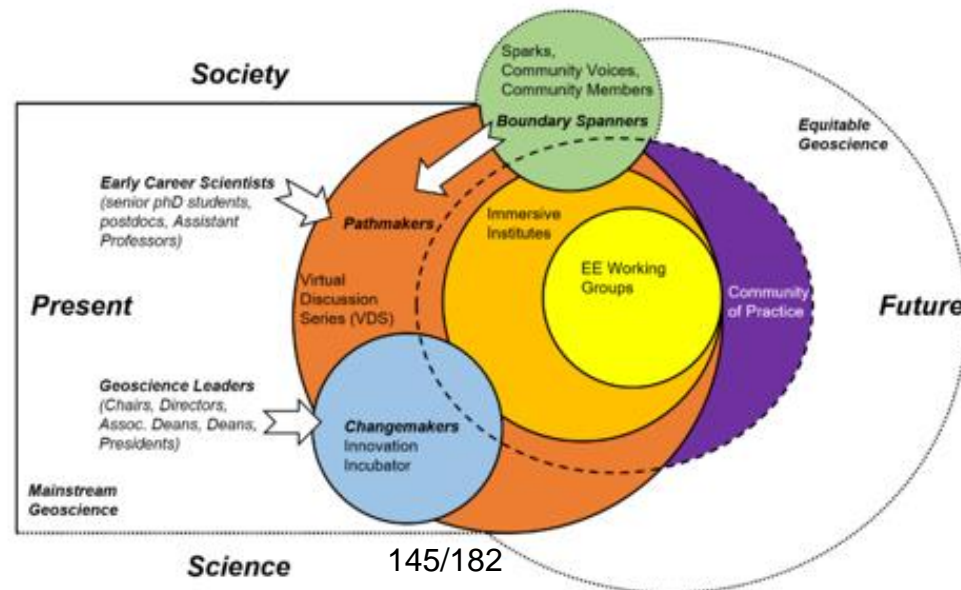 Society
Sparks,
Community Voices,
Community Members
Boundary Spanners
Equitable
Geoscience
Early Career Scientists
(senior phD students,
postdocs, Assistant
Professors)
Pathmakers
Immersive
Institutes
EE Working
Groups
Present
Virtual
Discussion
Series (VDS)
Community
of Practice
Future
Geoscience Leaders
(Chairs, Directors,
Assoc. Deans, Deans,
Presidents)
Changemakers
Innovation
Incubator
Mainstream
Geoscience
Science
145/182